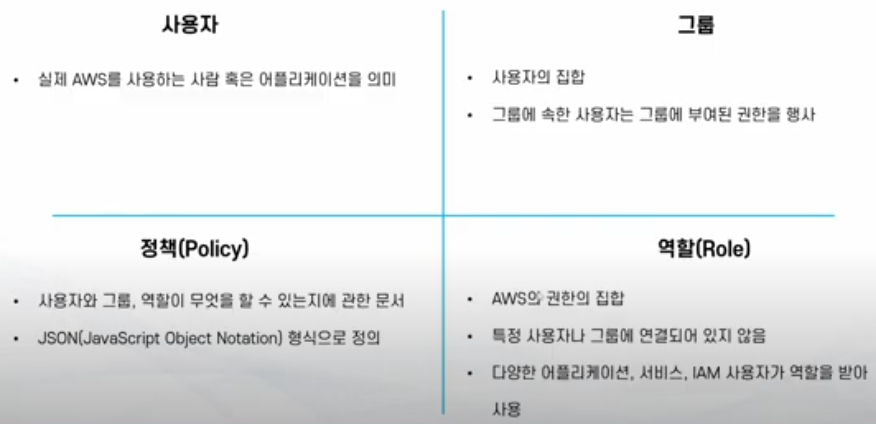 사용자
• 실제 AWS를 사용하는 사람 혹은 어플리케이션을 의미
그룹
• 사용자의 집합
• 그룹에 속한 사용자는 그룹에 부여된 권한을 행사
정책(Policy)
• 사용자와 그룹, 역할이 무엇을 할 수 있는지에 관한 문서
• JSON(JavaScript Object Notation) 형식으로 정의
역할(Role)
• AWS의 권한의 집합
• 특정 사용자나 그룹에 연결되어 있지 않음
• 다양한 어플리케이션, 서비스, IAM 사용자가 역할을 받아
사용